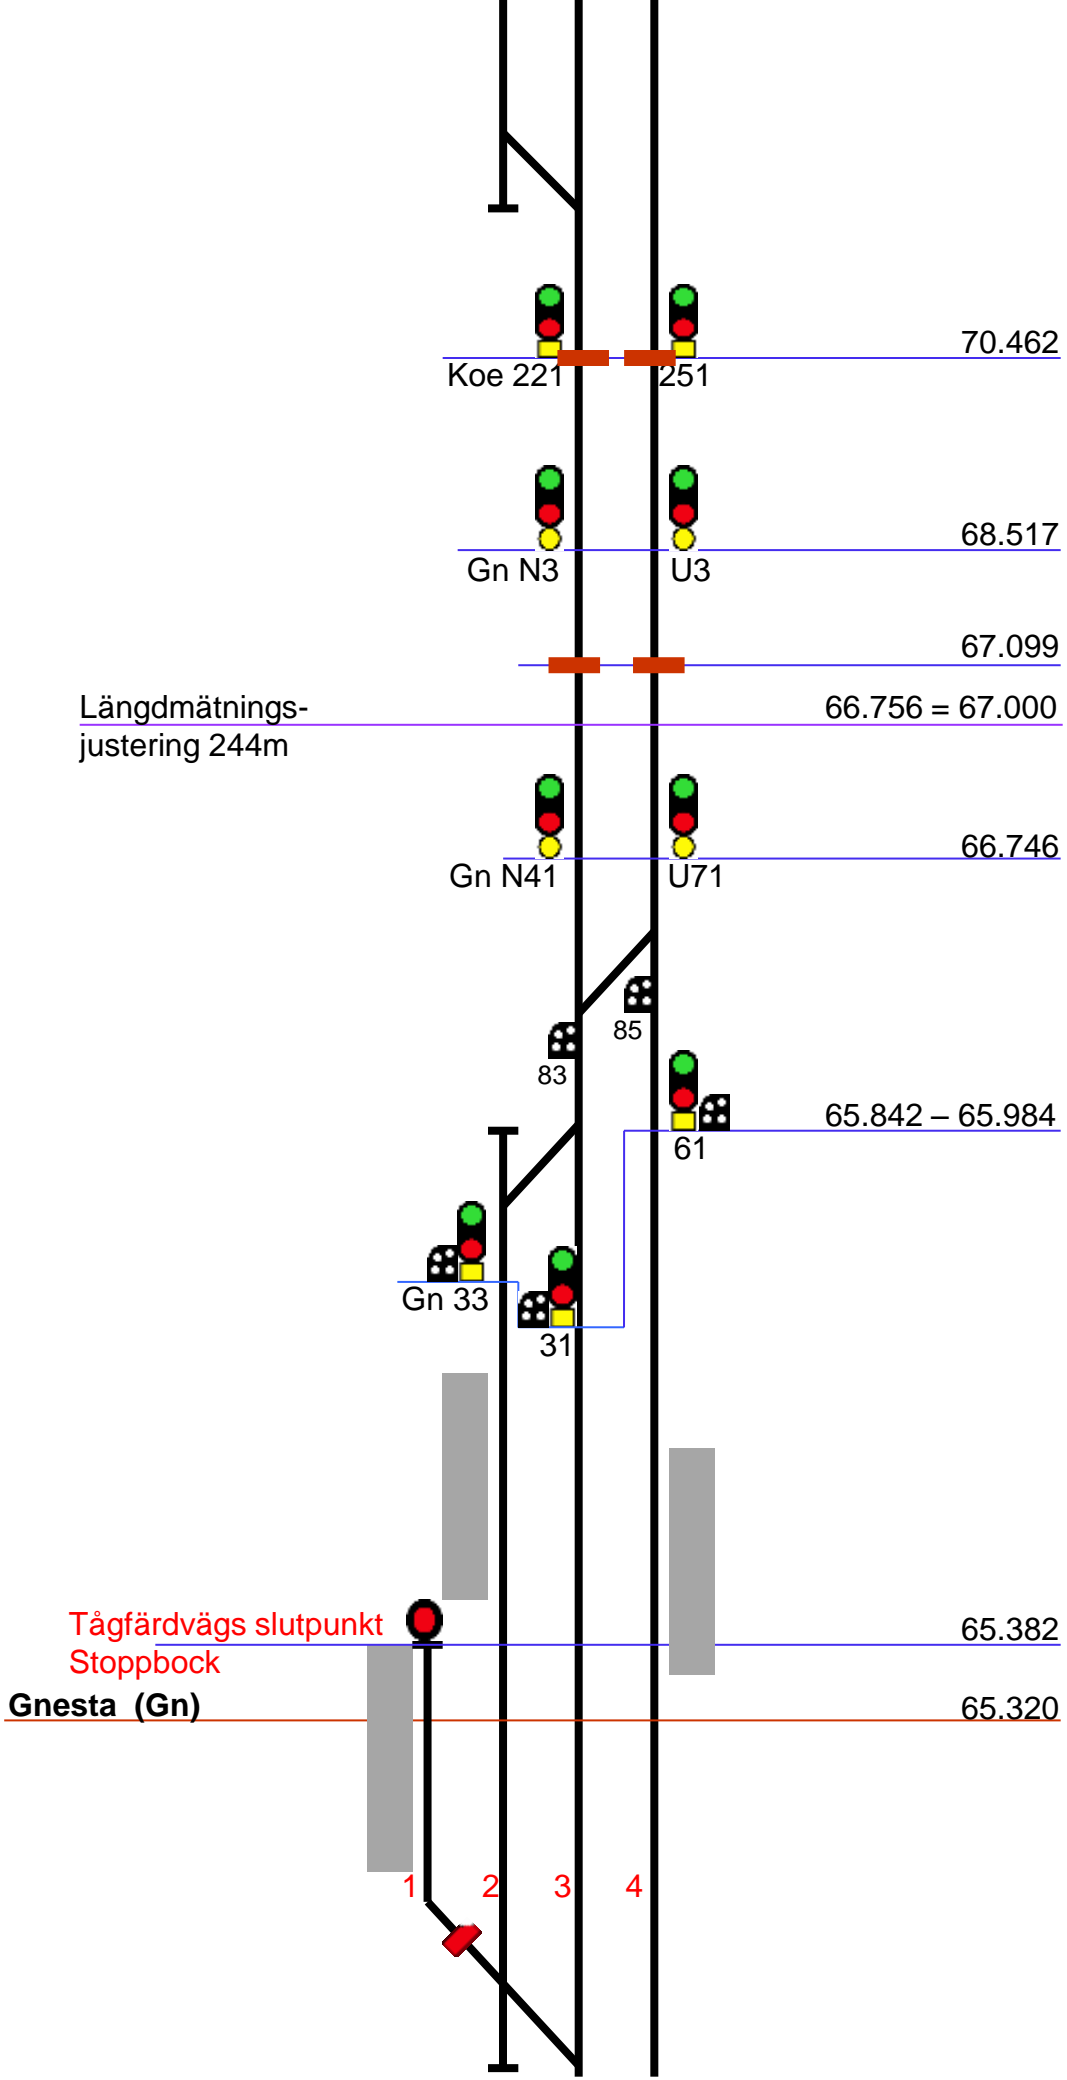 70.462
Koe 221 251
68.517
Gn N3 U3
67.099
Längdmätnings- 66.756 = 67.000
justering 244m
66.746
Gn N41 U71
85
83
65.842 – 65.984
61
Gn 33
31
Tågfärdvägs slutpunkt 65.382
Stoppbock
Gnesta (Gn) 65.320
1 2 3 4